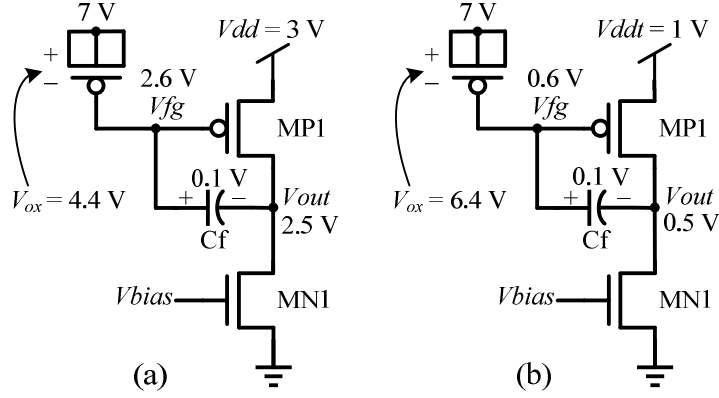 7 V
Vdd = 3 V
+
−
2.6 V
Vfg
MP1
0.1 V
+ −
Vox = 4.4 V
Vout
2.5 V
Cf
Vbias
MN1
(a)
7 V
Vddt = 1 V
+
−
0.6 V
Vfg
MP1
0.1 V
+ −
Vox = 6.4 V
Vout
0.5 V
Cf
Vbias
MN1
(b)